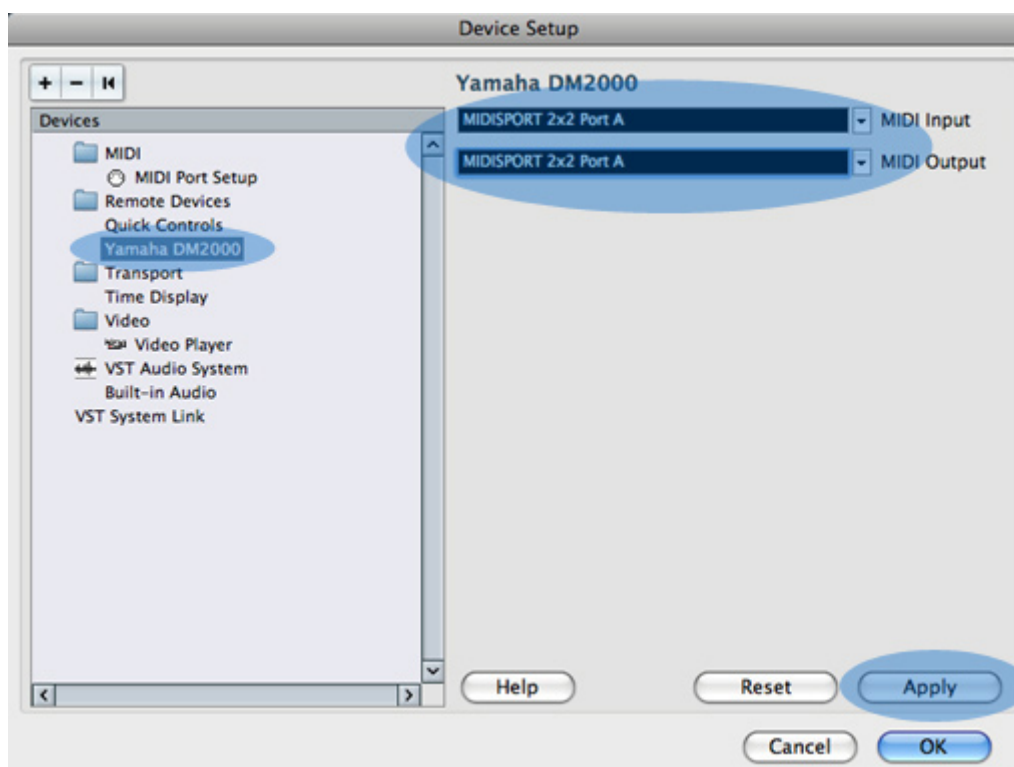 Device Setup
+ - 
Yamaha DM2000
Devices
MIDISPORT 2x2 Port A
MIDI Input
MIDISPORT 2x2 Port A
MIDI Output
MIDI
MIDI Port Setup
Remote Devices
Quick Controls
Yamaha DM2000
Transport
Time Display
Video
Video Player
VST Audio System
Built-in Audio
VST System Link
Help
Reset
Apply
Cancel
OK